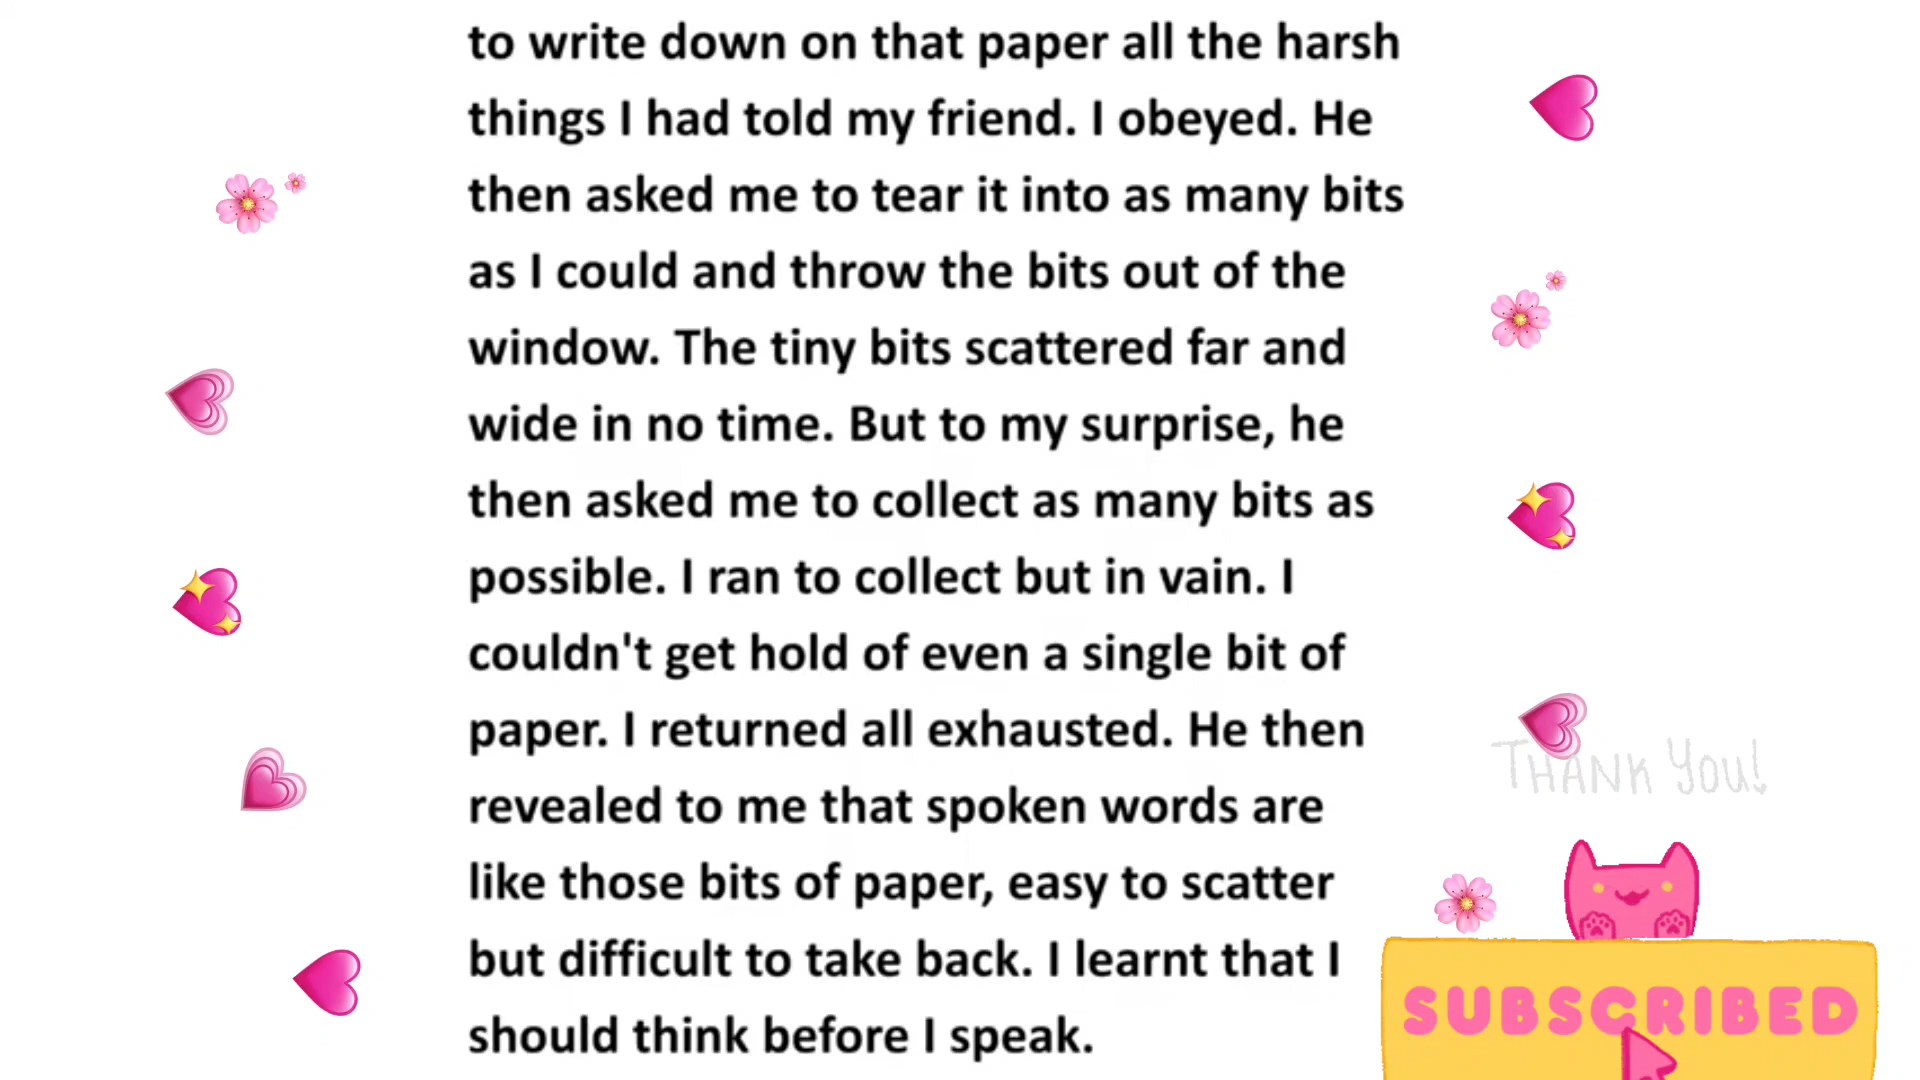 to write down on that paper all the harsh
things I had told my friend. I obeyed. He
then asked me to tear it into as many bits
as I could and throw the bits out of the
window. The tiny bits scattered far and
wide in no time. But to my surprise, he
then asked me to collect as many bits as
possible. I ran to collect but in vain. I
couldn't get hold of even a single bit of
paper. I returned all exhausted. He then
revealed to me that spoken words are
like those bits of paper, easy to scatter
but difficult to take back. I learnt that I
should think before I speak.
THANK YOU!
SUBSCRIBED